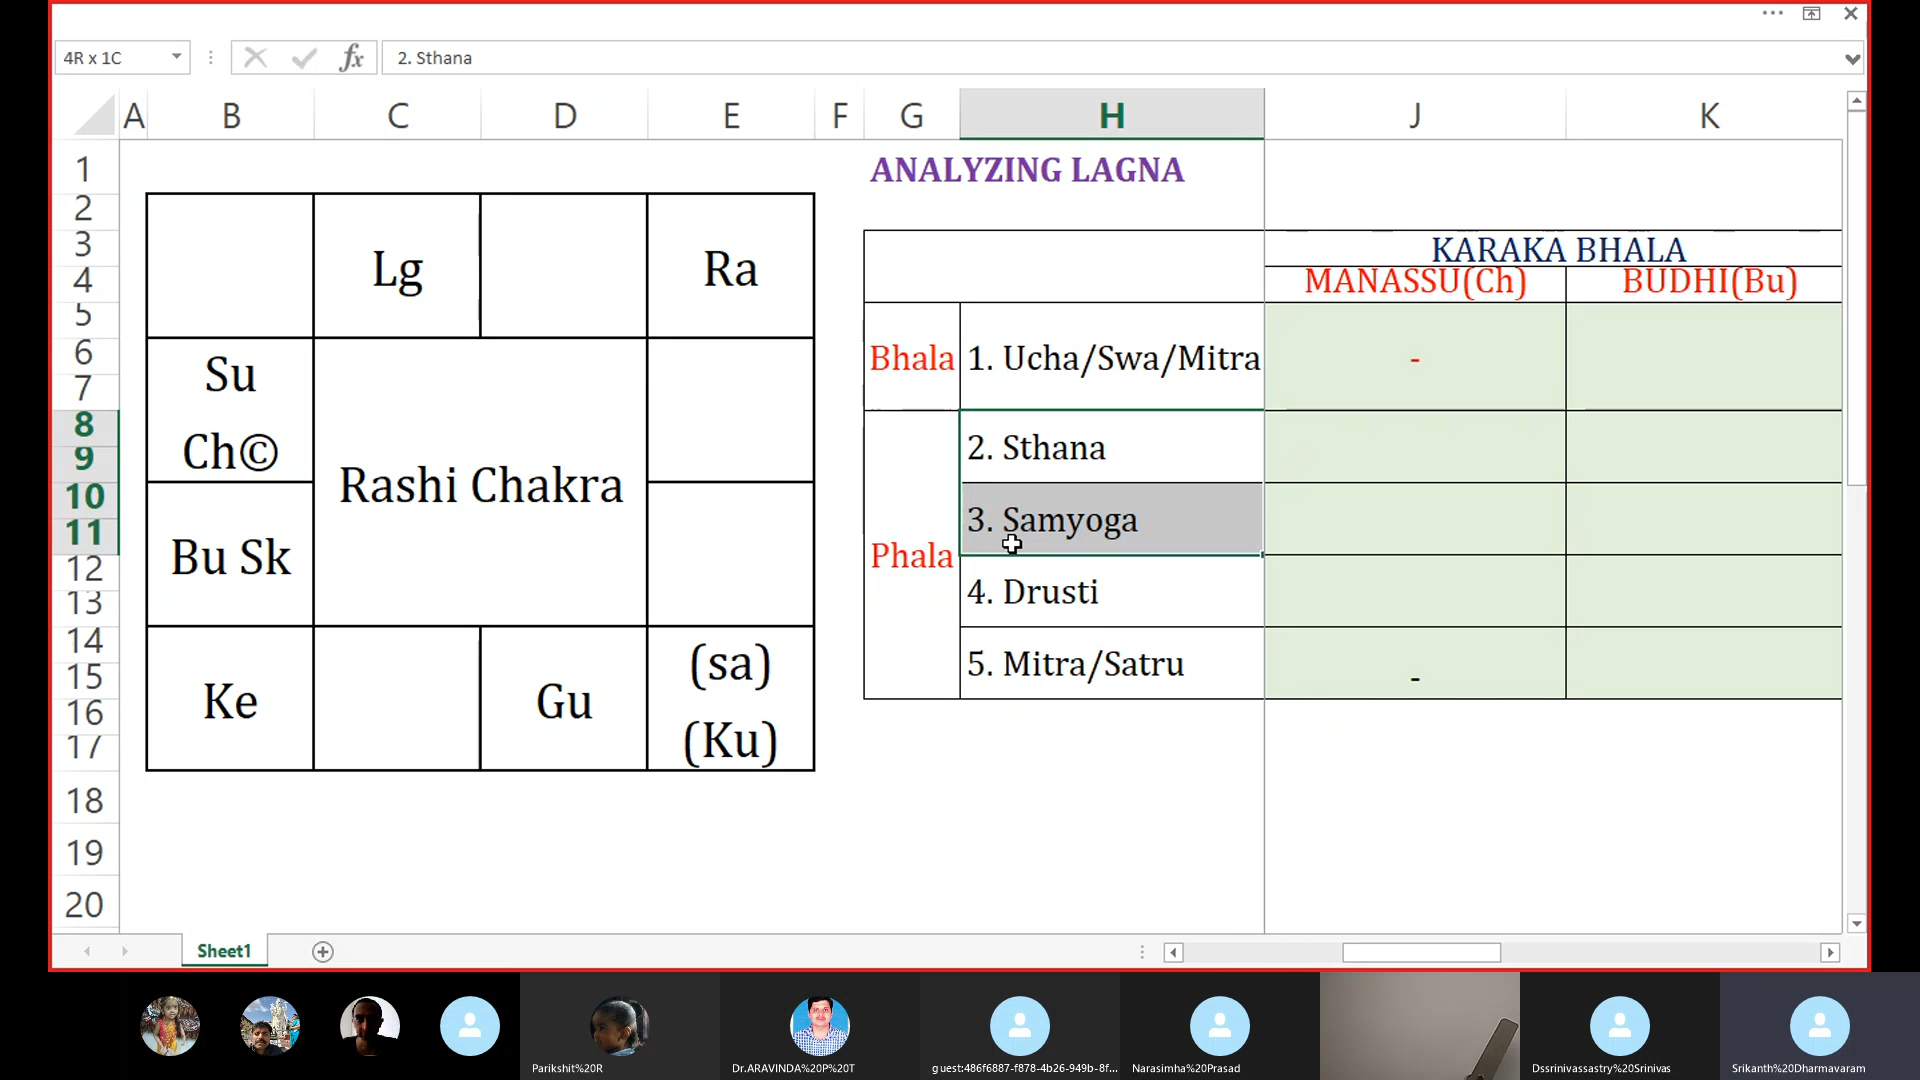 4R x 1C
fx
2. Sthana
A B C D E F G H J K
1
2
3
4
5
6
7
8
9
10
11
12
13
14
15
16
17
18
19
20
ANALYZING LAGNA
KARAKA BHALA
MANASSU(Ch) BUDHI(Bu)
Bhala 1. Ucha/Swa/Mitra -
Phala
2. Sthana
3. Samyoga
4. Drusti
5. Mitra/Satru -
Lg
Ra
Su
Ch©
Rashi Chakra
Bu Sk
Ke
Gu
(sa)
(Ku)
Sheet1
Parikshit%20R
Dr.ARAVINDA%20P%20T
guest:486f6887-f878-4b26-949b-8f...
Narasimha%20Prasad
Dssrinivassastry%20Srinivas
Srikanth%20Dharmavaram